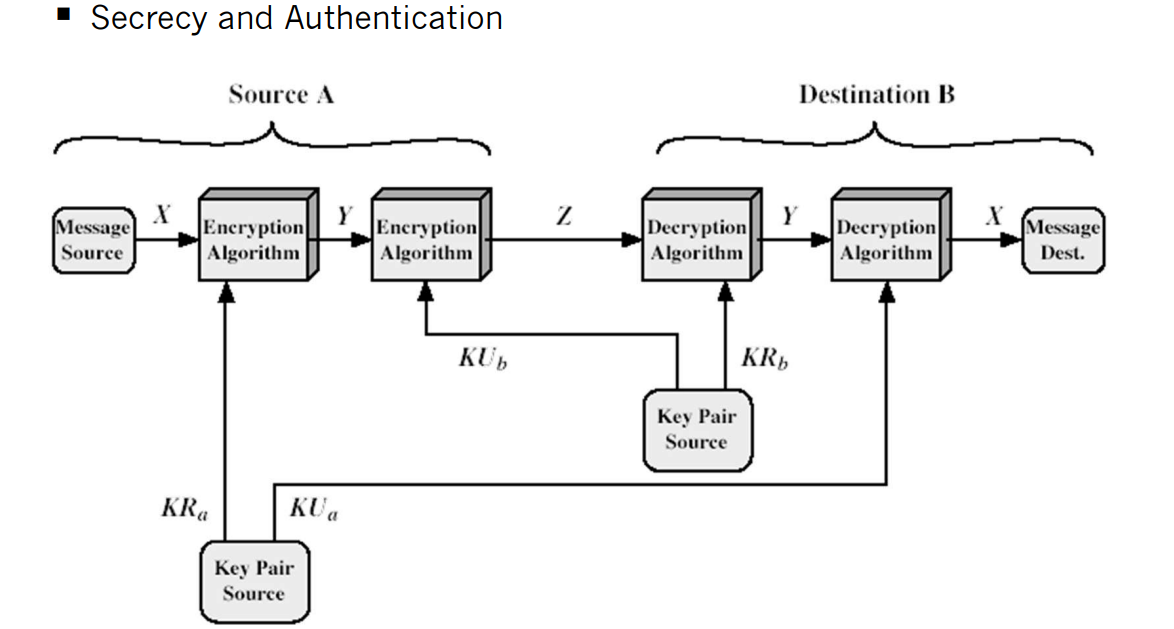 ▪ Secrecy and Authentication
Source A
Destination B
Message
Source
X
Encryption
Algorithm
Y
Encryption
Algorithm
Z
Decryption
Algorithm
Y
Decryption
Algorithm
X
Message
Dest.
KU_b
KR_b
Key Pair
Source
KR_a
KU_a
Key Pair
Source